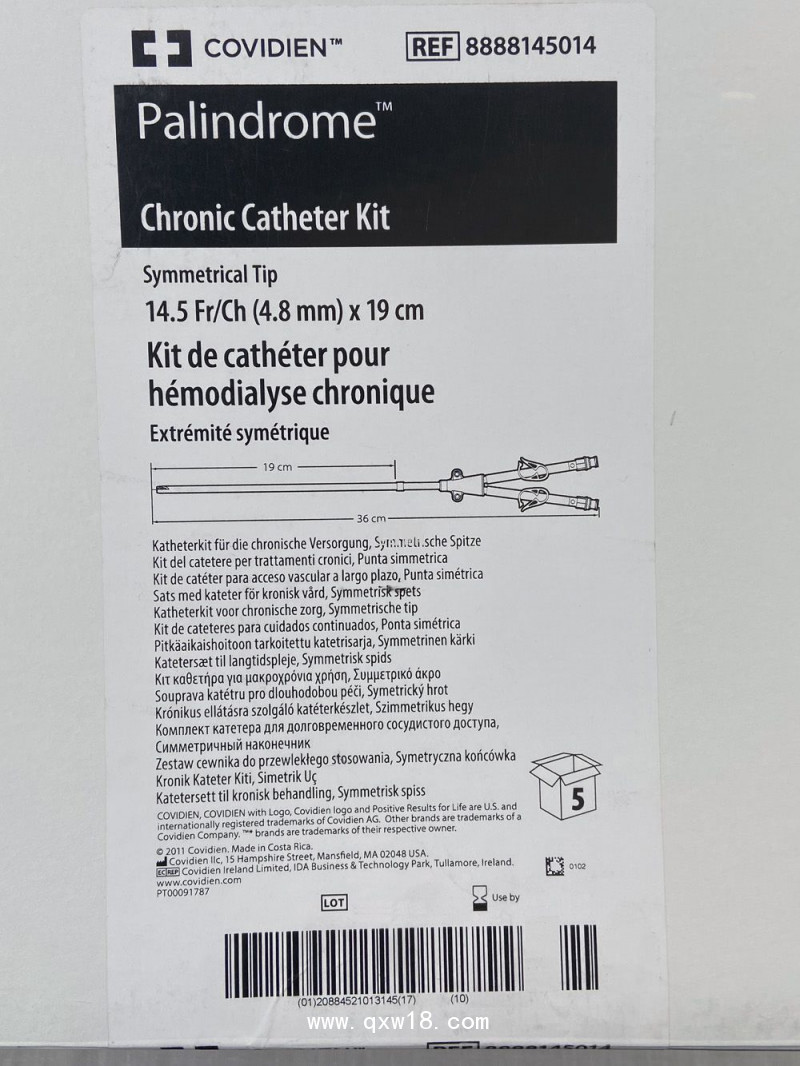 COVIDIEN™
REF 8888145014
Palindrome™
Chronic Catheter Kit
Symmetrical Tip
14.5 Fr/Ch (4.8 mm) x 19 cm
Kit de cathéter pour
hémodialyse chronique
Extrémité symétrique
19 cm
36 cm
Katheterkit für die chronische Versorgung, Symmetrische Spitze
Kit del catetere per trattamenti cronici, Punta simmetrica
Kit de catéter para acceso vascular a largo plazo, Punta simétrica
Sats med kateter för kronisk vård, Symmetrisk spets
Katheterkit voor chronische zorg, Symmetrische tip
Kit de cateteres para cuidados continuados, Ponta simétrica
Pitkäaikaishoitoon tarkoitettu katetrisarja, Symmetrinen kärki
Katetersæt til langtidspleje, Symmetrisk spids
Κιτ καθετήρα για μακροχρόνια χρήση, Συμμετρικό άκρο
Souprava katétru pro dlouhodobou péči, Symetrický hrot
Krónikus ellátásra szolgáló katéterkészlet, Szimmetrikus hegy
Комплект катетера для долговременного сосудистого доступа,
Симметричный наконечник
Zestaw cewnika do przewlekłego stosowania, Symetryczna końcówka
Kronik Kateter Kiti, Simetrik Uç
Katetersett til kronisk behandling, Symmetrisk spiss
5
COVIDIEN, COVIDIEN with Logo, Covidien logo and Positive Results for Life are U.S. and
internationally registered trademarks of Covidien AG. Other brands are trademarks of a
Covidien Company. ™* brands are trademarks of their respective owner.
© 2011 Covidien. Made in Costa Rica.
Covidien llc, 15 Hampshire Street, Mansfield, MA 02048 USA.
EC REP Covidien Ireland Limited, IDA Business & Technology Park, Tullamore, Ireland.
www.covidien.com
PT00091787
0102
LOT
Use by
(01)20884521013145(17) (10)
www.qxw18.com